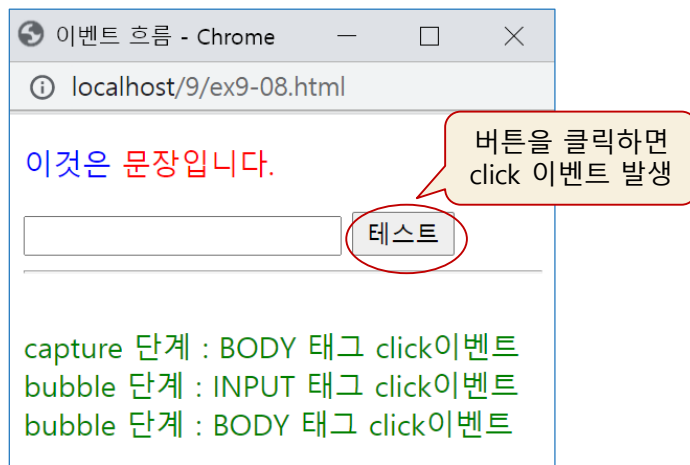 이벤트 흐름 - Chrome
localhost/9/ex9-08.html
버튼을 클릭하면
click 이벤트 발생
이것은 문장입니다.
테스트
capture 단계 : BODY 태그 click이벤트
bubble 단계 : INPUT 태그 click이벤트
bubble 단계 : BODY 태그 click이벤트